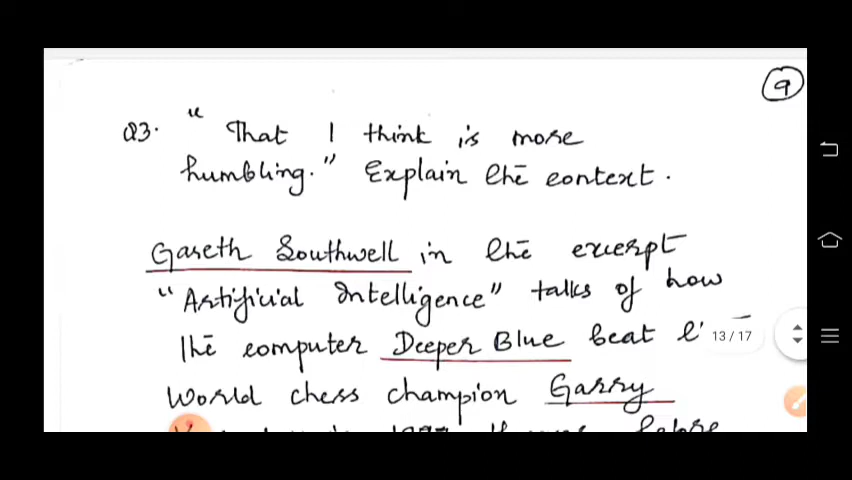 9
Q3. "That I think is more
humbling." Explain the context.
Gareth Southwell in the excerpt
"Artificial Intelligence" talks of how
the computer Deeper Blue beat
13/17
World chess champion Garry
before